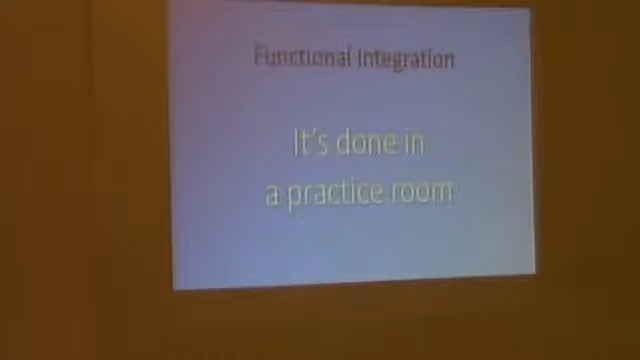 Functional Integration
It's done in
a practice room